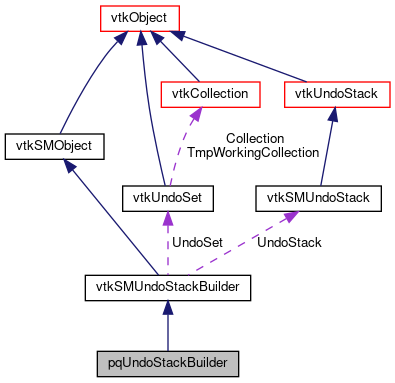 vtkObject
vtkCollection
vtkUndoStack
vtkSMObject
Collection
TmpWorkingCollection
vtkUndoSet
vtkSMUndoStack
UndoSet
UndoStack
vtkSMUndoStackBuilder
pqUndoStackBuilder